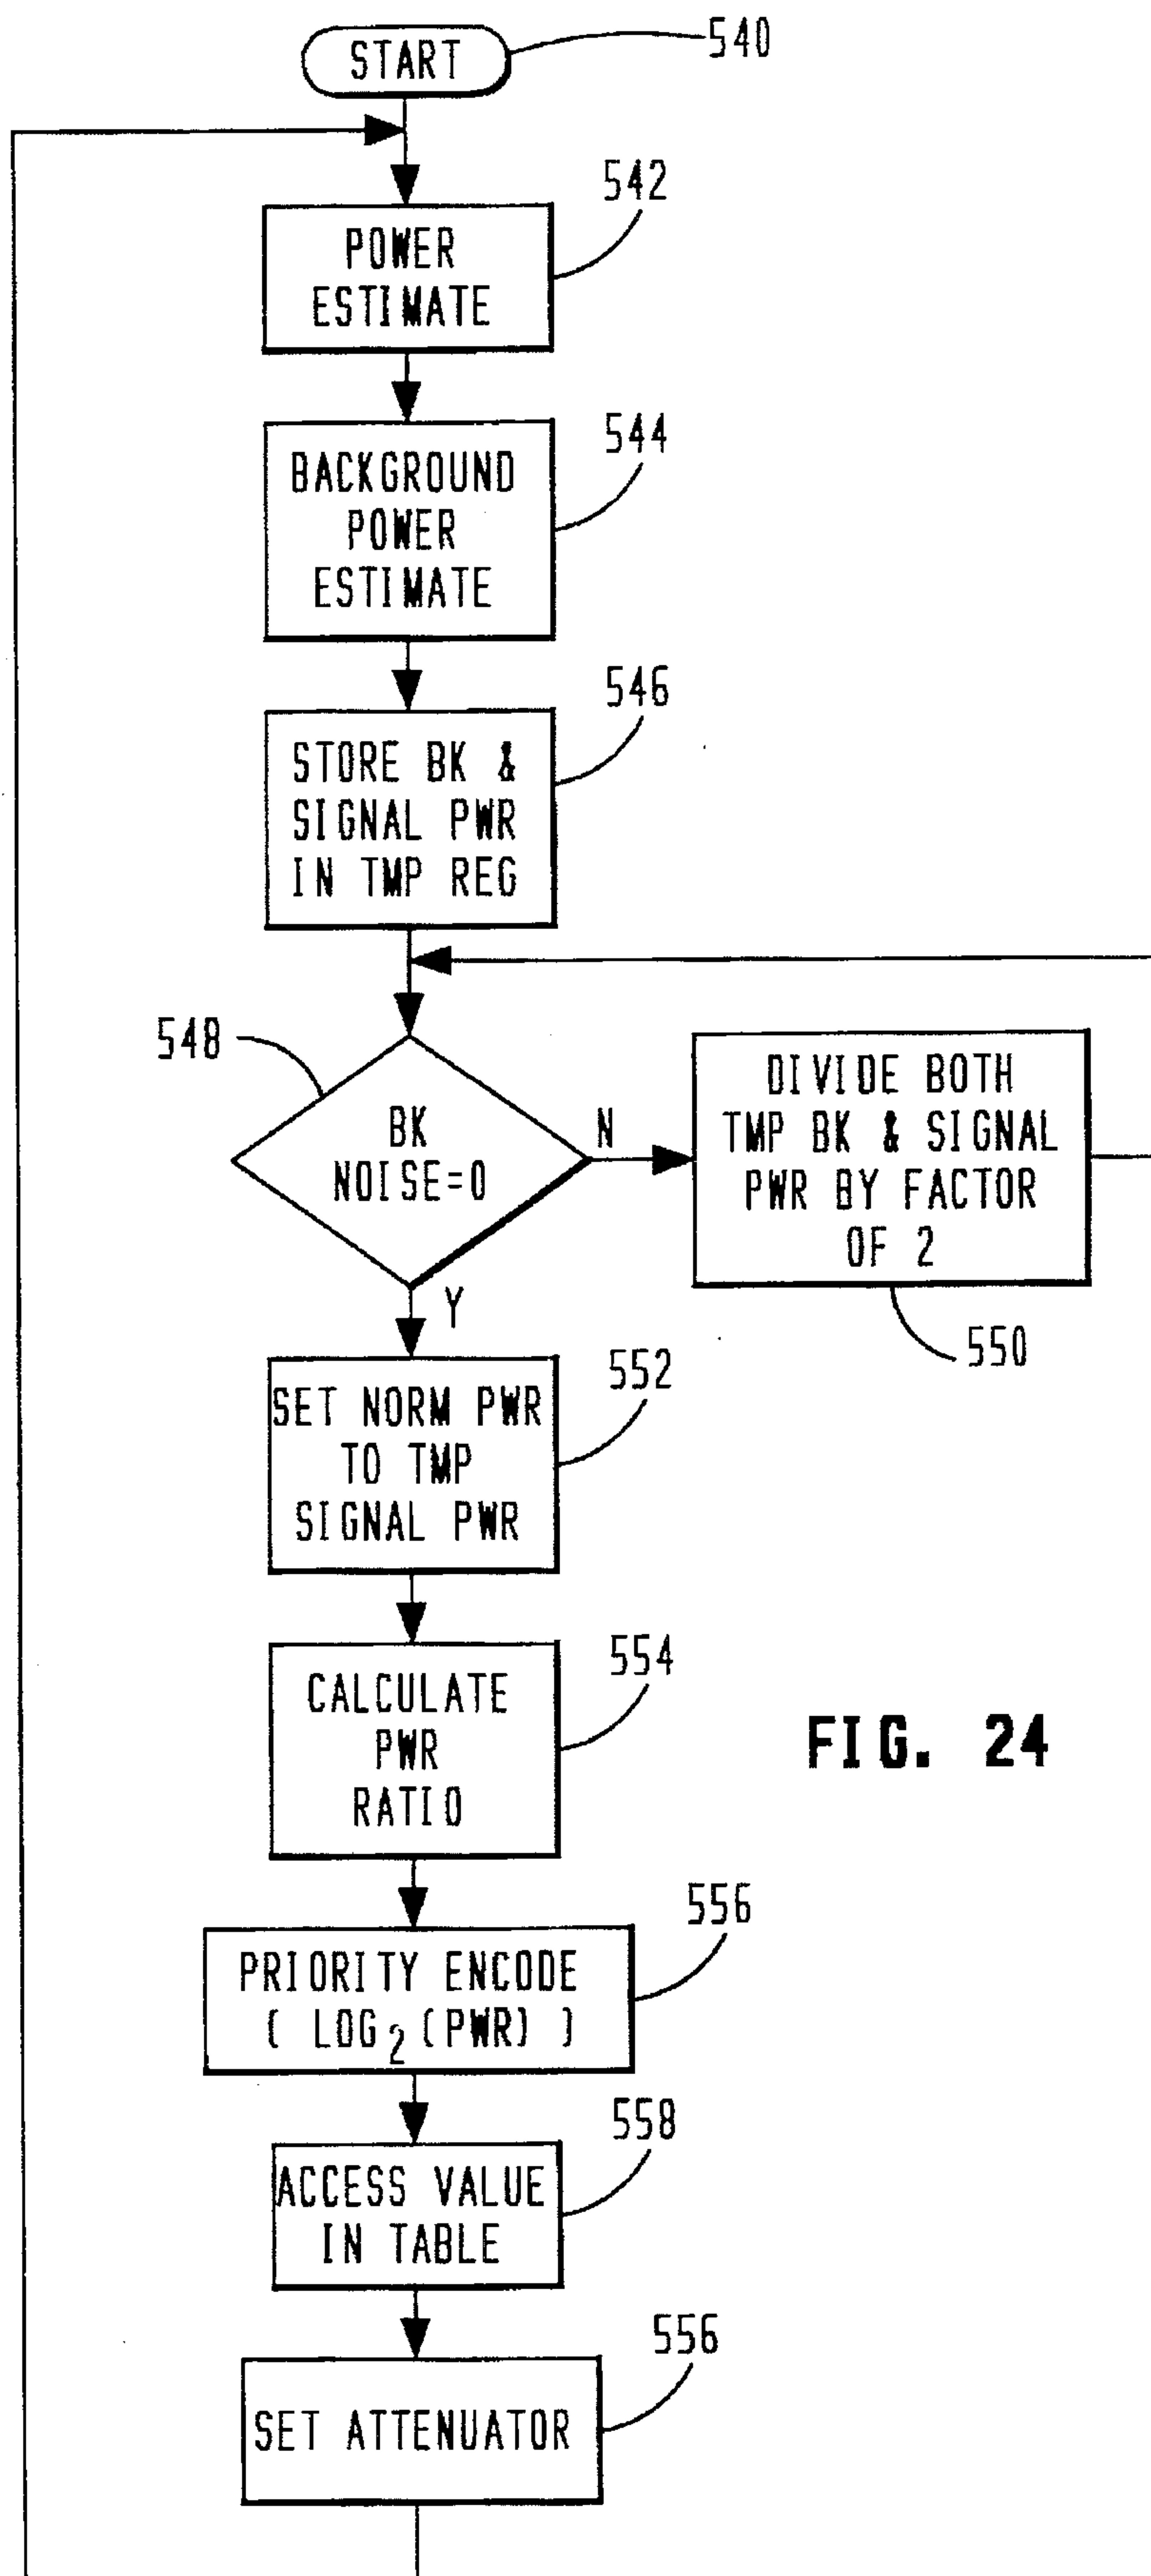 START
540
542
POWER
ESTIMATE
544
BACKGROUND
POWER
ESTIMATE
546
STORE BK &
SIGNAL PWR
IN TMP REG
548
BK
NOISE=0
N
DIVIDE BOTH
TMP BK & SIGNAL
PWR BY FACTOR
OF 2
550
Y
552
SET NORM PWR
TO TMP
SIGNAL PWR
554
CALCULATE
PWR
RATIO
FIG. 24
556
PRIORITY ENCODE
( LOG₂ (PWR) )
558
ACCESS VALUE
IN TABLE
556
SET ATTENUATOR